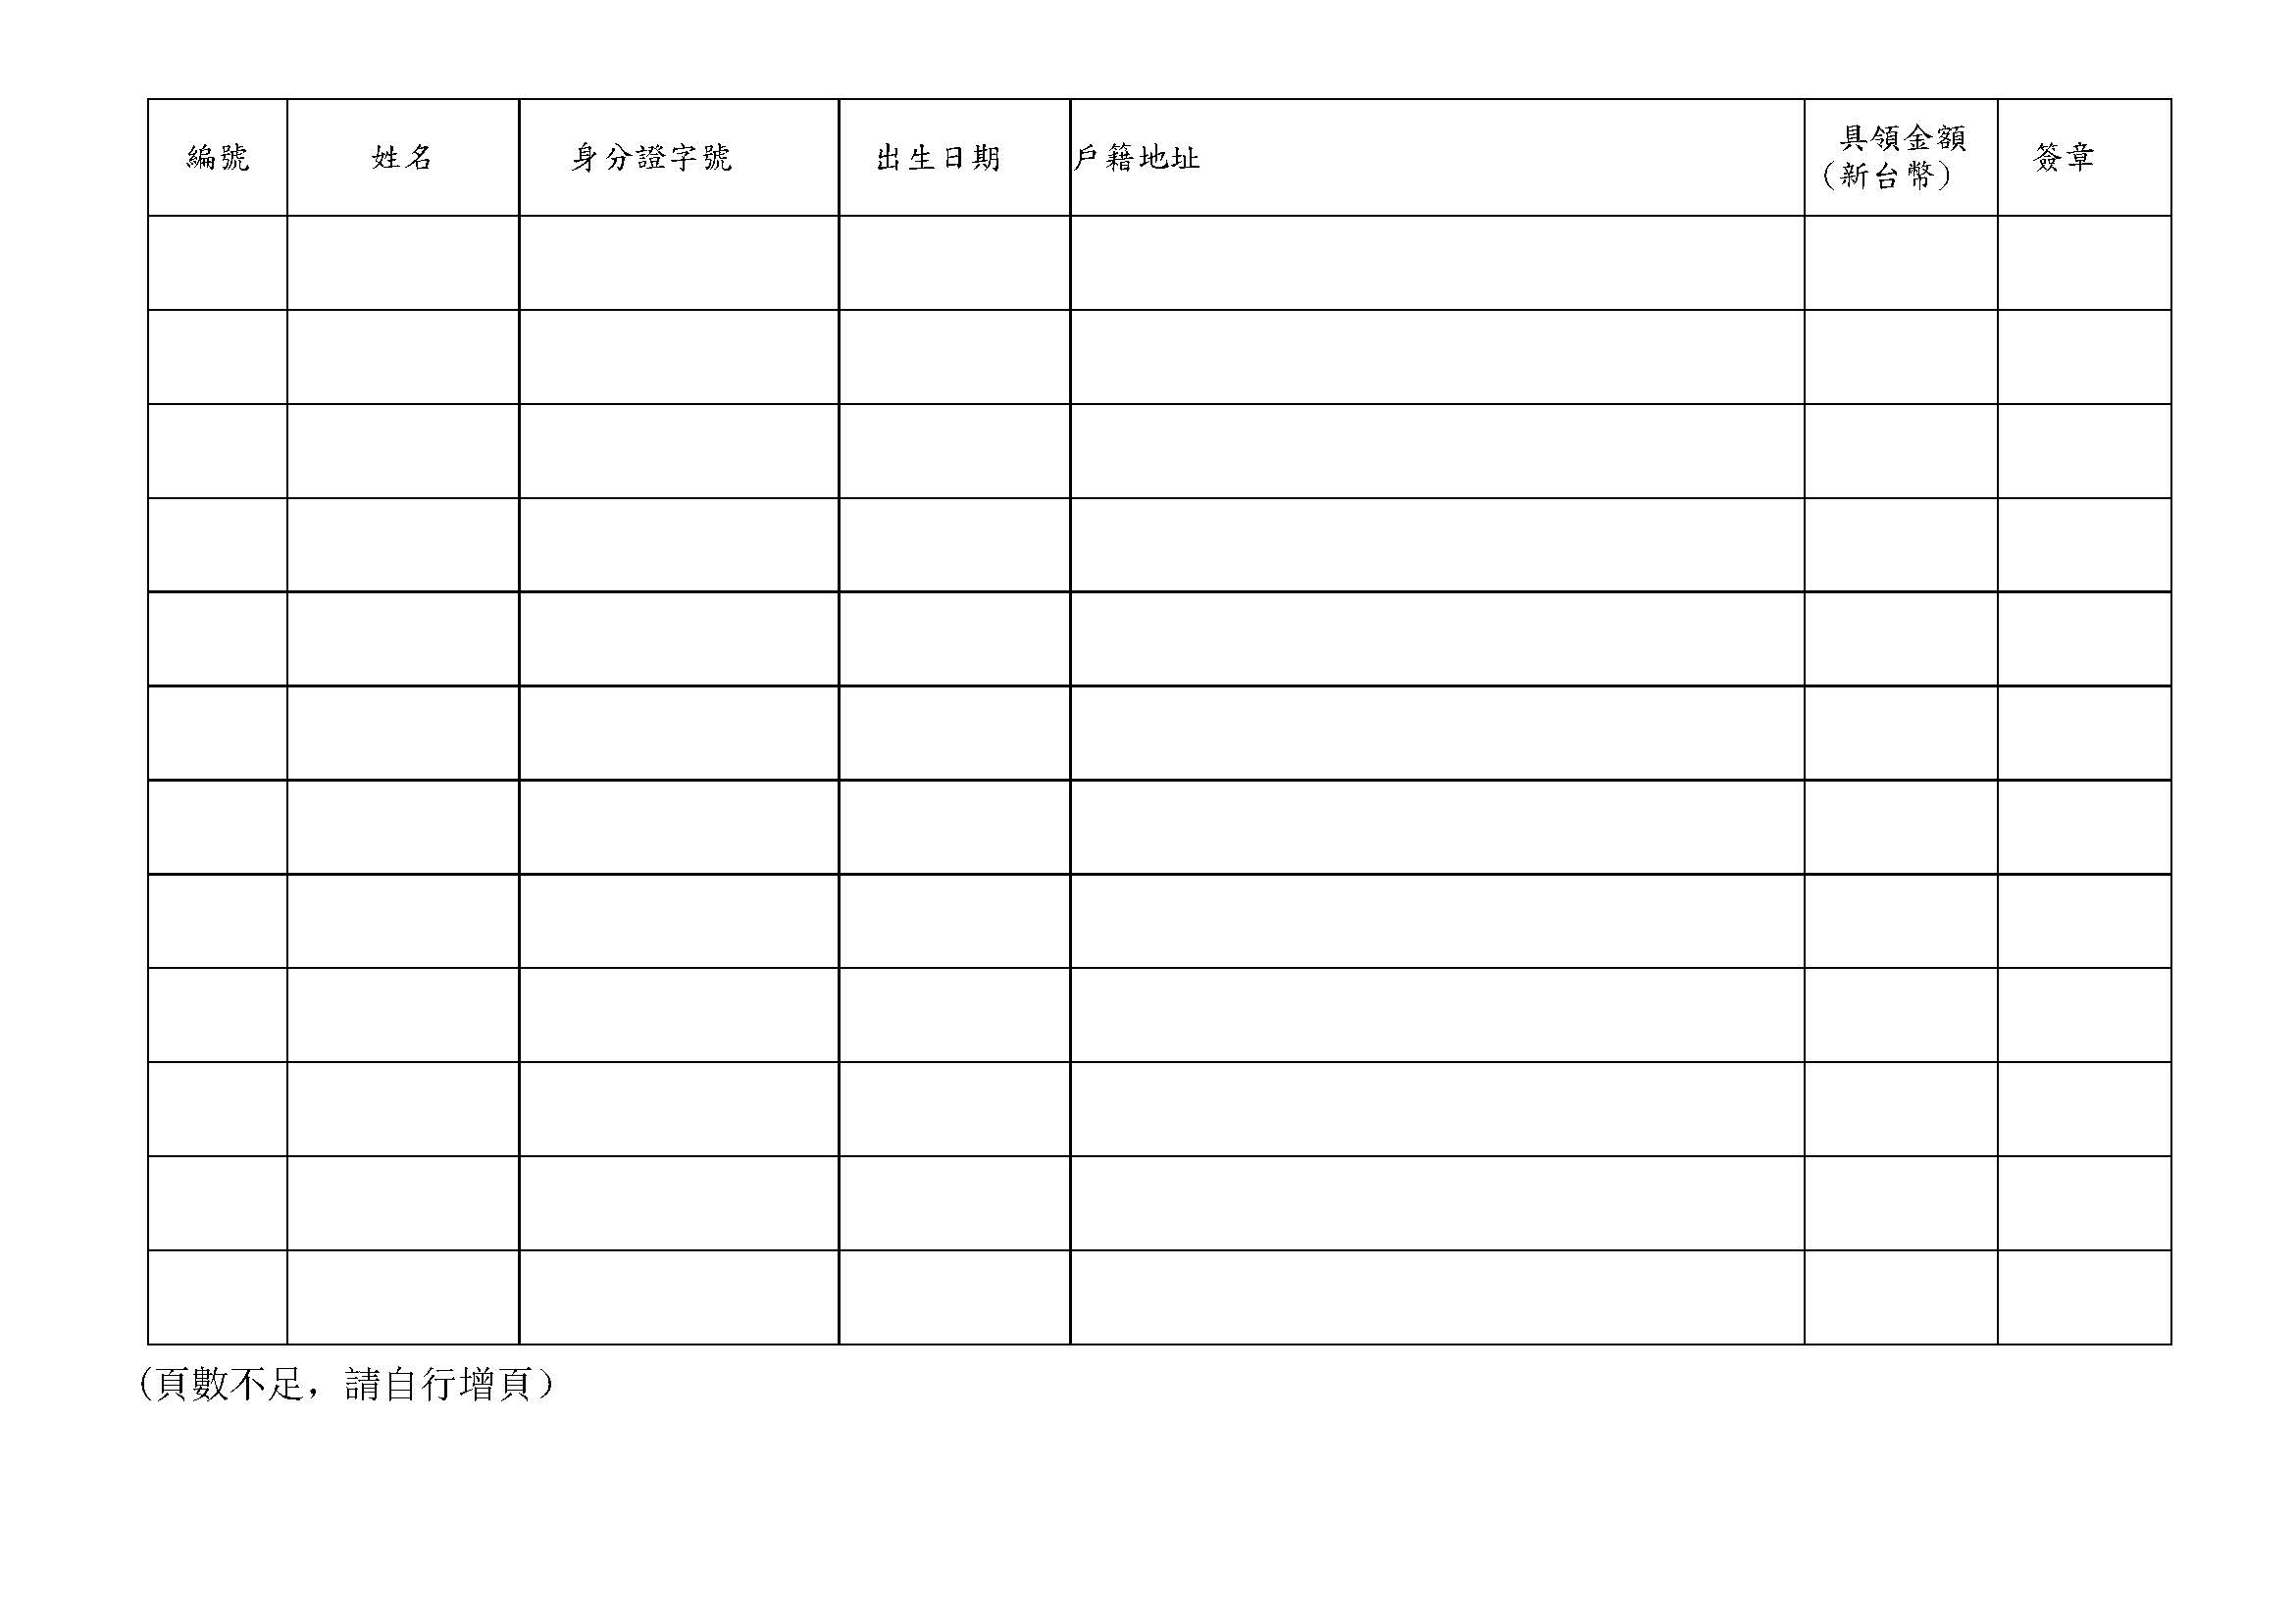 編號 姓名 身分證字號 出生日期 戶籍地址 具領金額 簽章
（新台幣）
（頁數不足，請自行增頁）